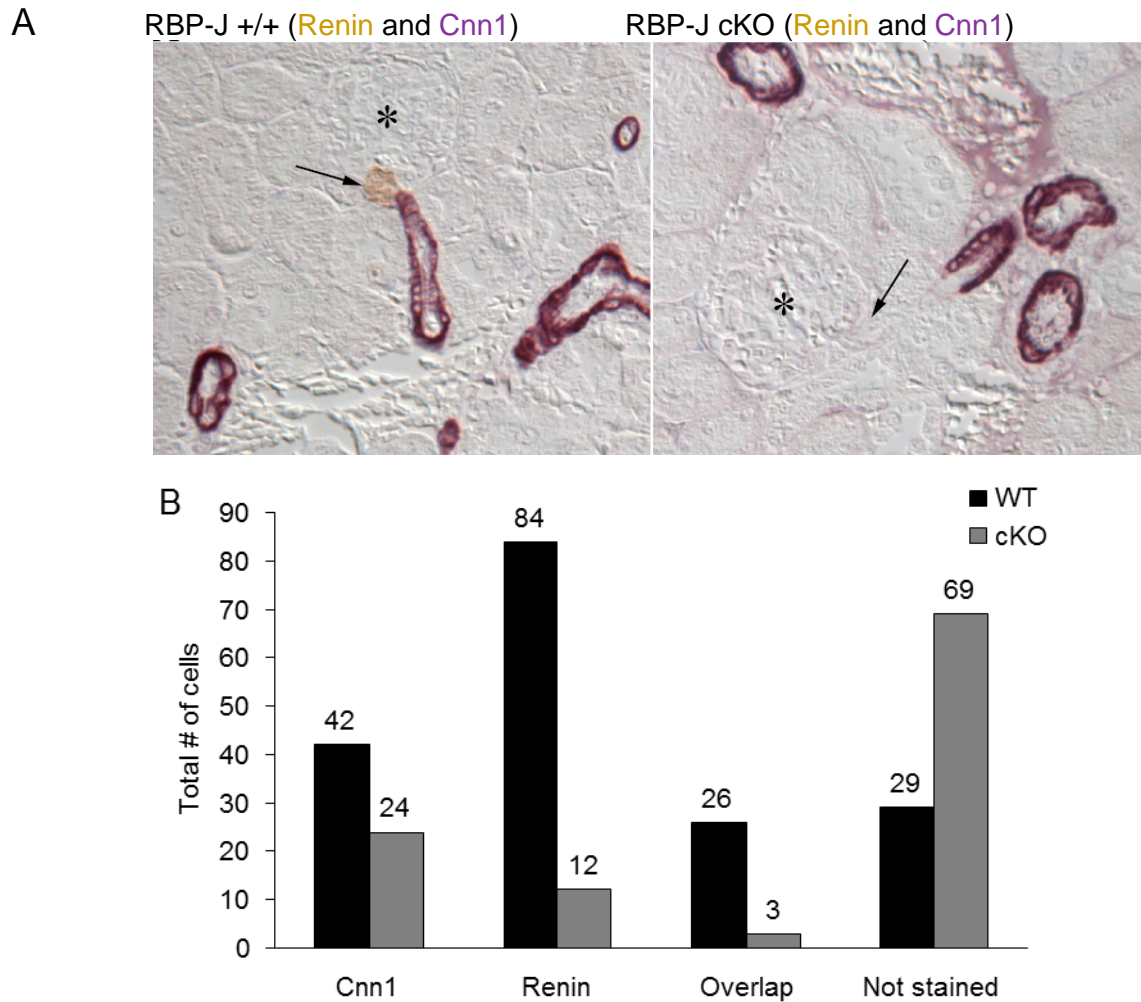 A
RBP-J +/+ (Renin and Cnn1)
RBP-J cKO (Renin and Cnn1)
*
*
B
WT
cKO
Total # of cells
90
80
70
60
50
40
30
20
10
0
42
24
84
12
26
3
29
69
Cnn1
Renin
Overlap
Not stained